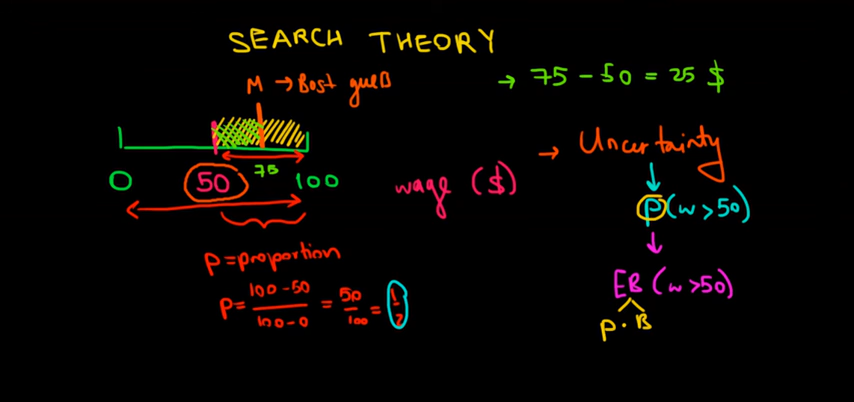 SEARCH THEORY
M → Best guess
→ 75 - 50 = 25 $
→ Uncertainty
0 50 75 100
wage ($)
P (w > 50)
P = proportion
EB (w > 50)
P = 100 - 50 / 100 - 0 = 50 / 100 = 1 / 2
P . B